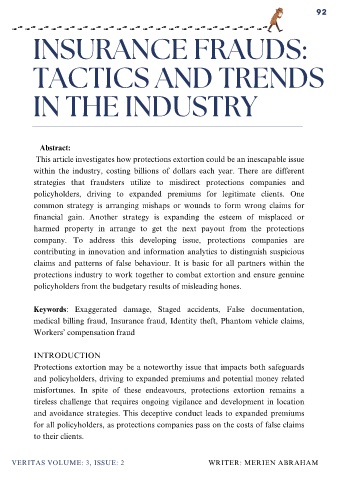 92
INSURANCE FRAUDS:
TACTICS AND TRENDS
IN THE INDUSTRY
Abstract:
This article investigates how protections extortion could be an inescapable issue
within the industry, costing billions of dollars each year. There are different
strategies that fraudsters utilize to misdirect protections companies and
policyholders, driving to expanded premiums for legitimate clients. One
common strategy is arranging mishaps or wounds to form wrong claims for
financial gain. Another strategy is expanding the esteem of misplaced or
harmed property in arrange to get the next payout from the protections
company. To address this developing issue, protections companies are
contributing in innovation and information analytics to distinguish suspicious
claims and patterns of false behaviour. It is basic for all partners within the
protections industry to work together to combat extortion and ensure genuine
policyholders from the budgetary results of misleading hones.
Keywords: Exaggerated damage, Staged accidents, False documentation,
medical billing fraud, Insurance fraud, Identity theft, Phantom vehicle claims,
Workers' compensation fraud
INTRODUCTION
Protections extortion may be a noteworthy issue that impacts both safeguards
and policyholders, driving to expanded premiums and potential money related
misfortunes. In spite of these endeavours, protections extortion remains a
tireless challenge that requires ongoing vigilance and development in location
and avoidance strategies. This deceptive conduct leads to expanded premiums
for all policyholders, as protections companies pass on the costs of false claims
to their clients.
VERITAS VOLUME: 3, ISSUE: 2 WRITER: MERIEN ABRAHAM